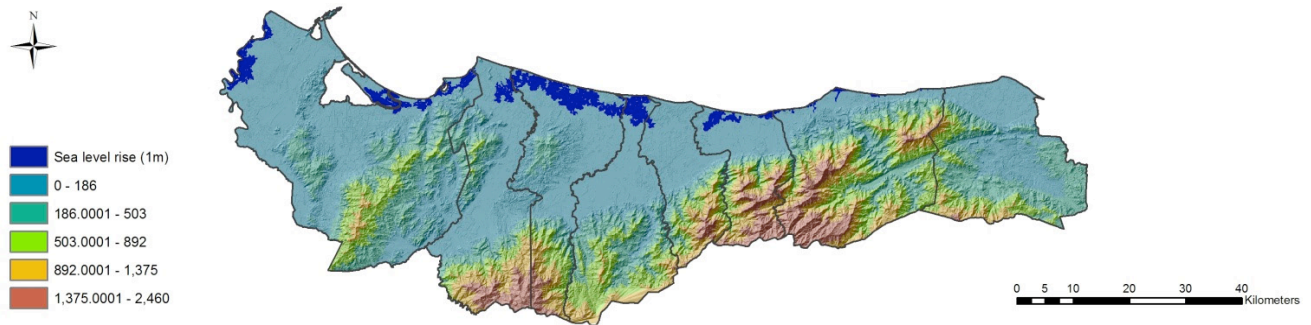 N
Sea level rise (1m)
0 - 186
186.0001 - 503
503.0001 - 892
892.0001 - 1,375
1,375.0001 - 2,460
0 5 10 20 30 40
Kilometers